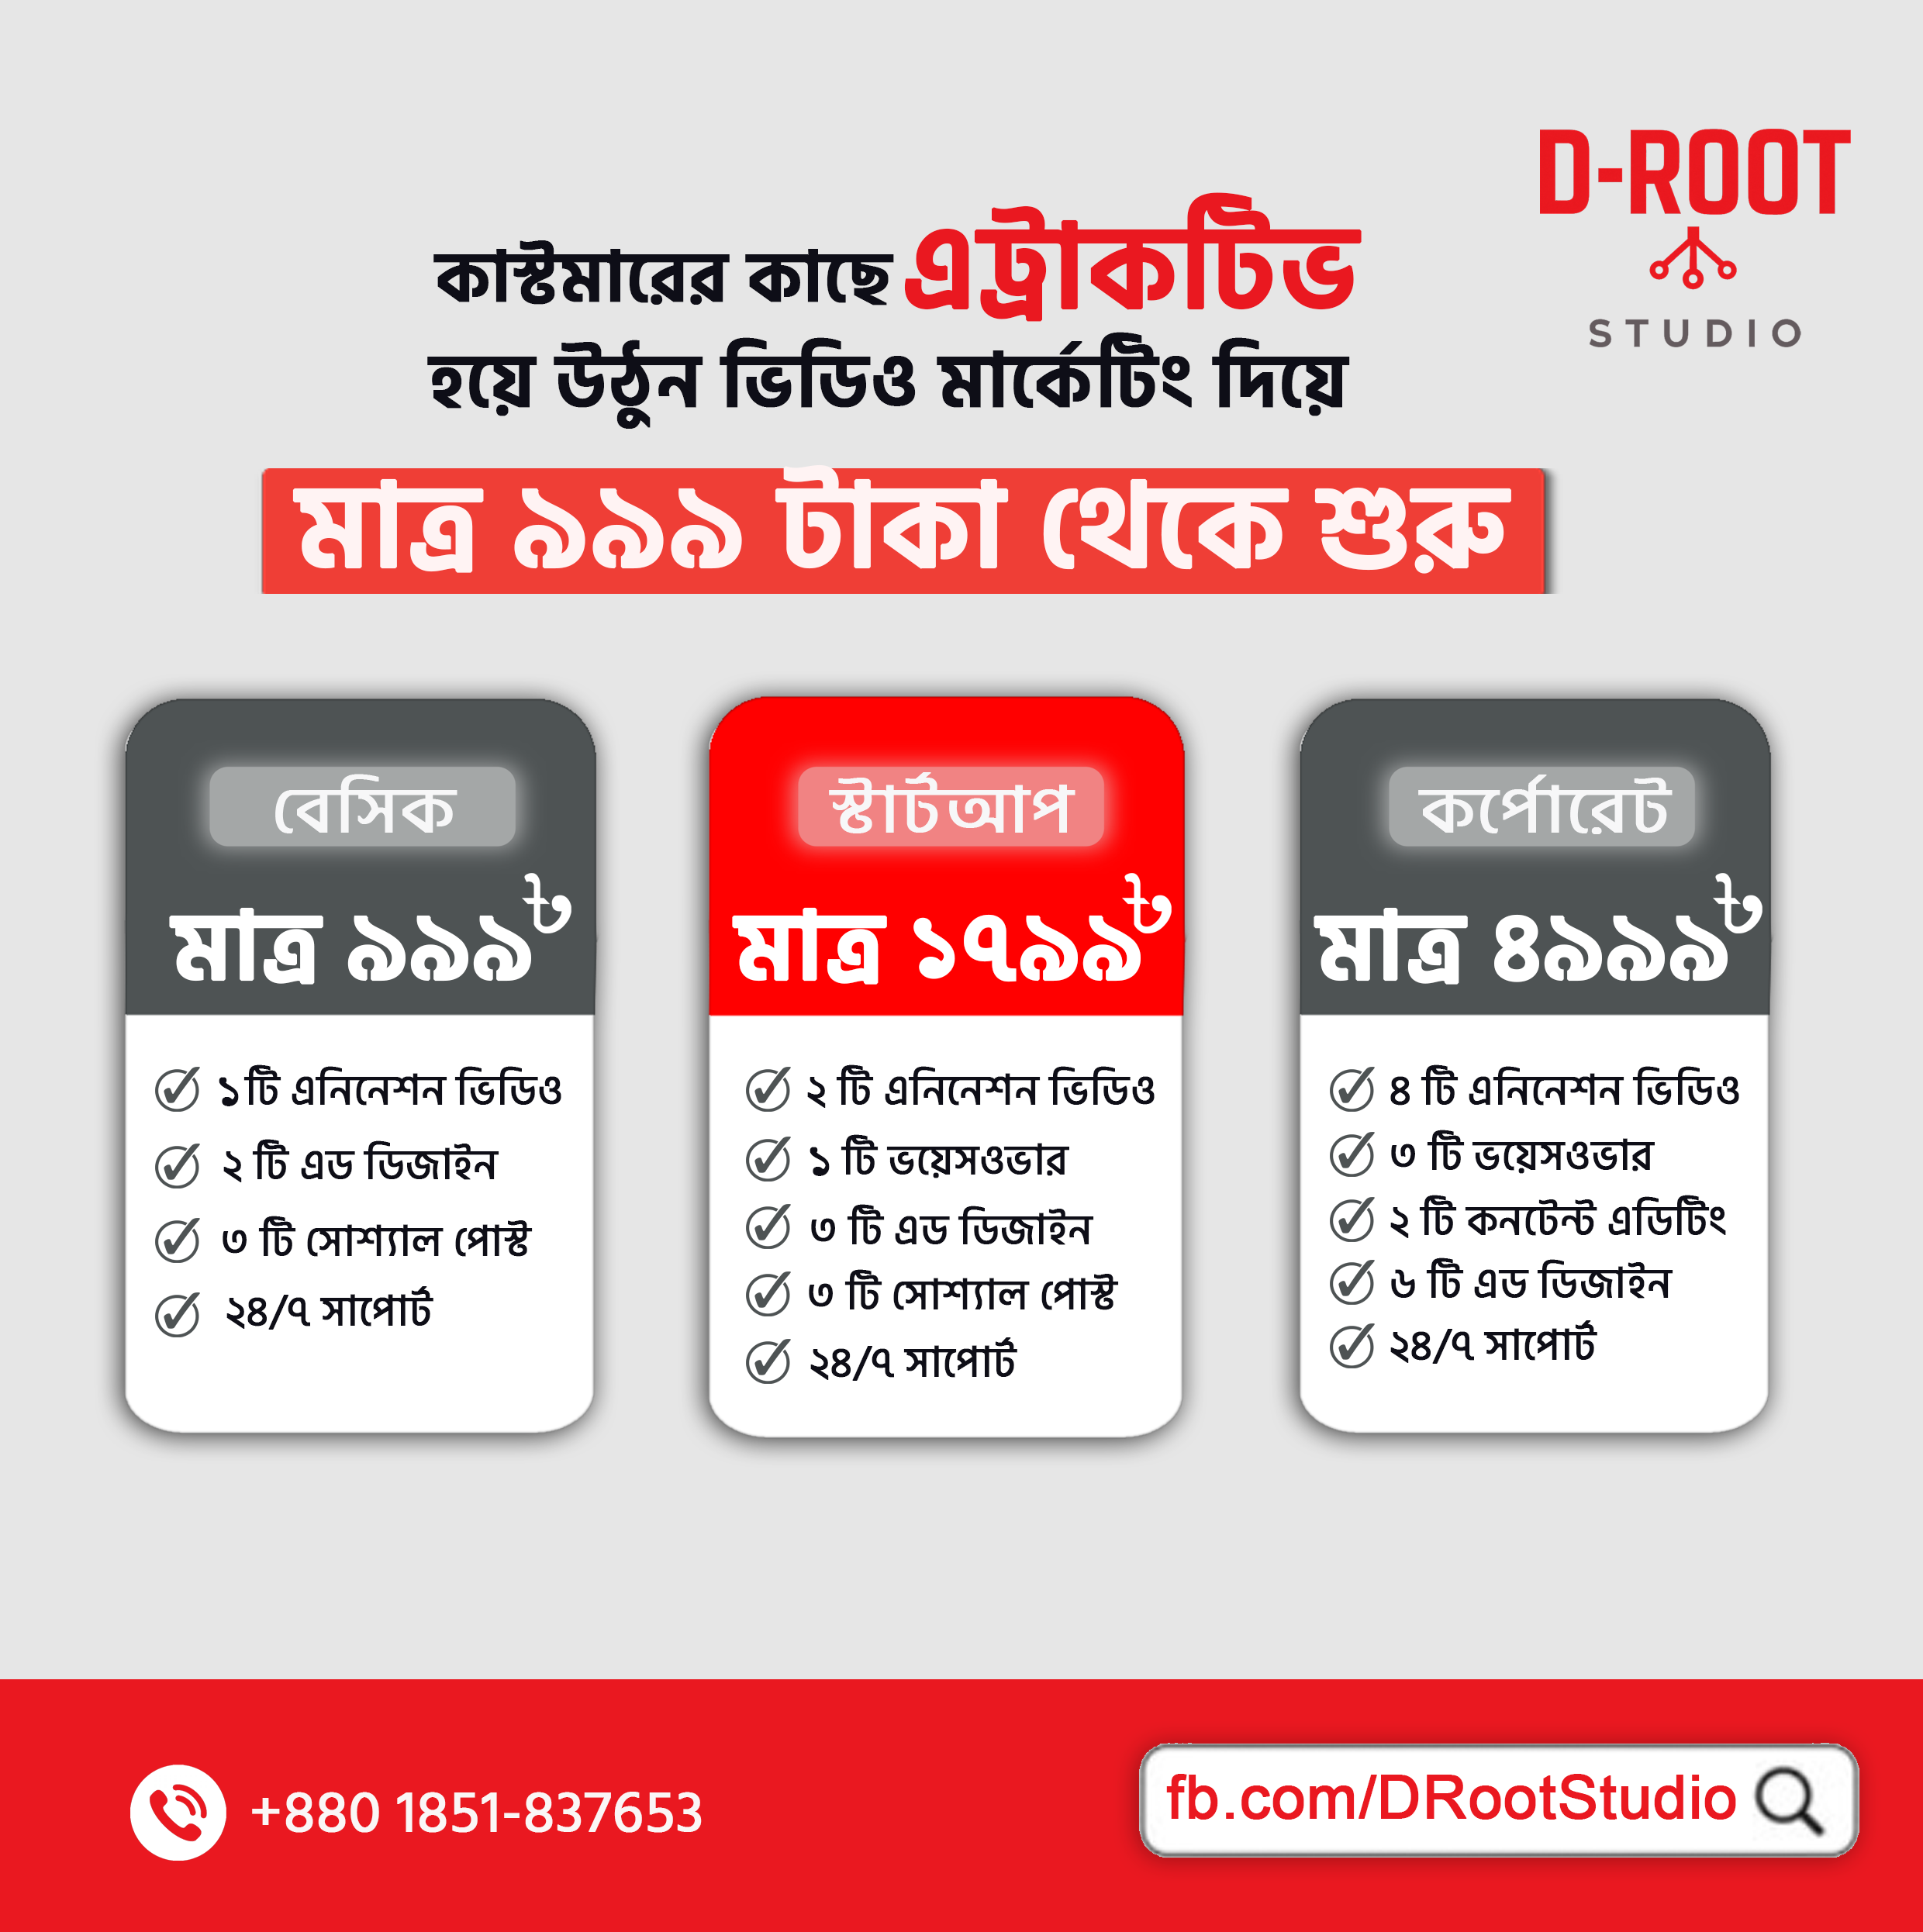 D-ROOT
STUDIO
কাস্টমারের কাছে এট্রাকটিভ
হয়ে উঠুন ভিডিও মার্কেটিং দিয়ে
মাত্র ৯৯৯ টাকা থেকে শুরু
বেসিক
মাত্র ৯৯৯৳
১টি এনিনেশন ভিডিও
২ টি এড ডিজাইন
৩ টি সোশ্যাল পোস্ট
২৪/৭ সাপোর্ট
স্টার্টআপ
মাত্র ১৭৯৯৳
২ টি এনিনেশন ভিডিও
১ টি ভয়েসওভার
৩ টি এড ডিজাইন
৩ টি সোশ্যাল পোস্ট
২৪/৭ সাপোর্ট
কর্পোরেট
মাত্র ৪৯৯৯৳
৪ টি এনিনেশন ভিডিও
৩ টি ভয়েসওভার
২ টি কনটেন্ট এডিটিং
৬ টি এড ডিজাইন
২৪/৭ সাপোর্ট
+880 1851-837653
fb.com/DRootStudio